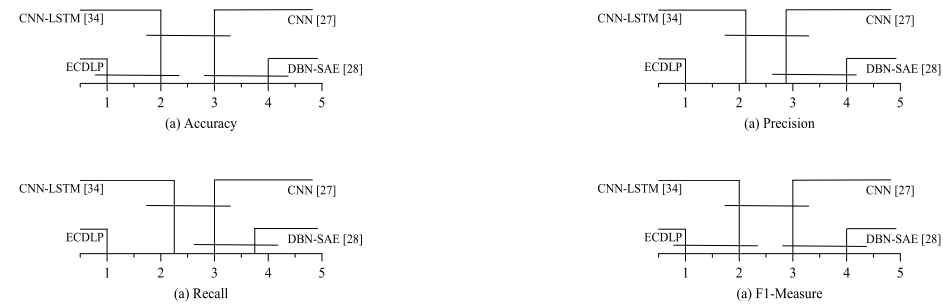 CNN-LSTM [34]
CNN [27]
ECDLP
DBN-SAE [28]
1 2 3 4 5
(a) Accuracy
CNN-LSTM [34]
CNN [27]
ECDLP
DBN-SAE [28]
1 2 3 4 5
(a) Precision
CNN-LSTM [34]
CNN [27]
ECDLP
DBN-SAE [28]
1 2 3 4 5
(a) Recall
CNN-LSTM [34]
CNN [27]
ECDLP
DBN-SAE [28]
1 2 3 4 5
(a) F1-Measure